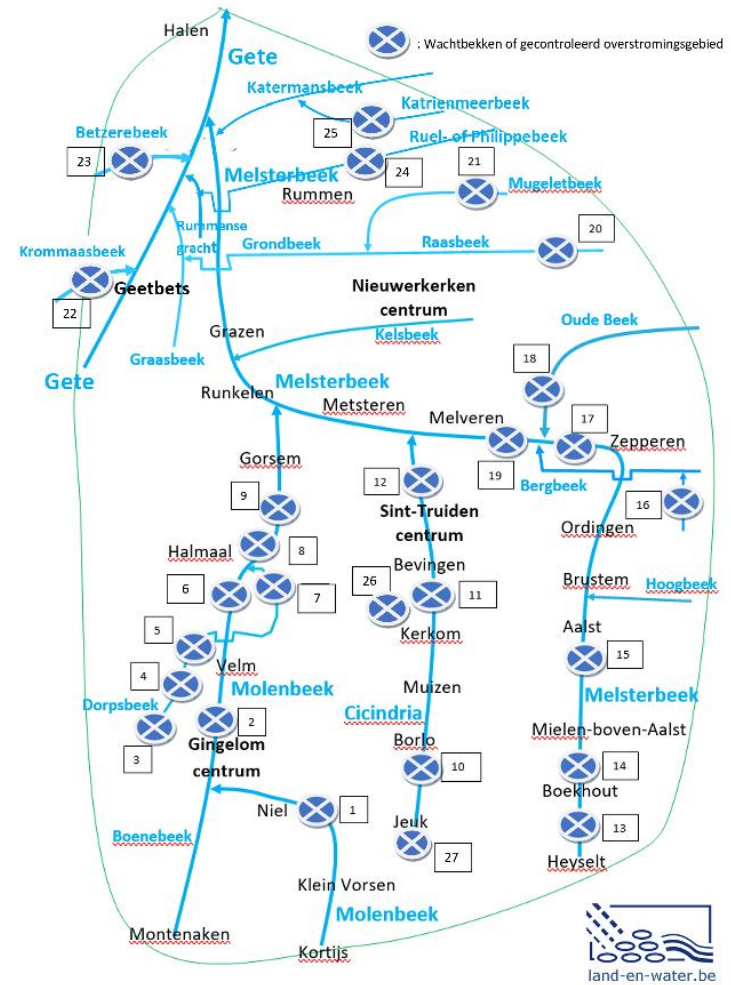 Halen
: Wachtbekken of gecontroleerd overstromingsgebied
Gete
Katermansbeek
Katrienmeerbeek
25
Betzerebeek
Ruel- of Philippebeek
23
21
Melsterbeek
24
Mugeletbeek
Rummen
Rummense
gracht
20
Krommaasbeek
Grondbeek
Raasbeek
Geetbets
Nieuwerkerken
centrum
22
Oude Beek
Grazen
Kelsbeek
Graasbeek
18
Gete
Melsterbeek
Runkelen
Metsteren
17
Melveren
Zepperen
Gorsem
19
12
Bergbeek
9
16
Sint-Truiden
centrum
Ordingen
Halmaal
8
Bevingen
26
Brustem
Hoogbeek
6
7
11
5
Kerkom
Aalst
15
4
Velm
Molenbeek
Muizen
Melsterbeek
Dorpsbeek
Cicindria
2
3
Gingelom
centrum
Borlo
Mielen-boven-Aalst
10
14
Boekhout
Niel
1
Jeuk
13
Boenebeek
27
Heyselt
Klein Vorsen
Molenbeek
Montenaken
Kortijs
land-en-water.be